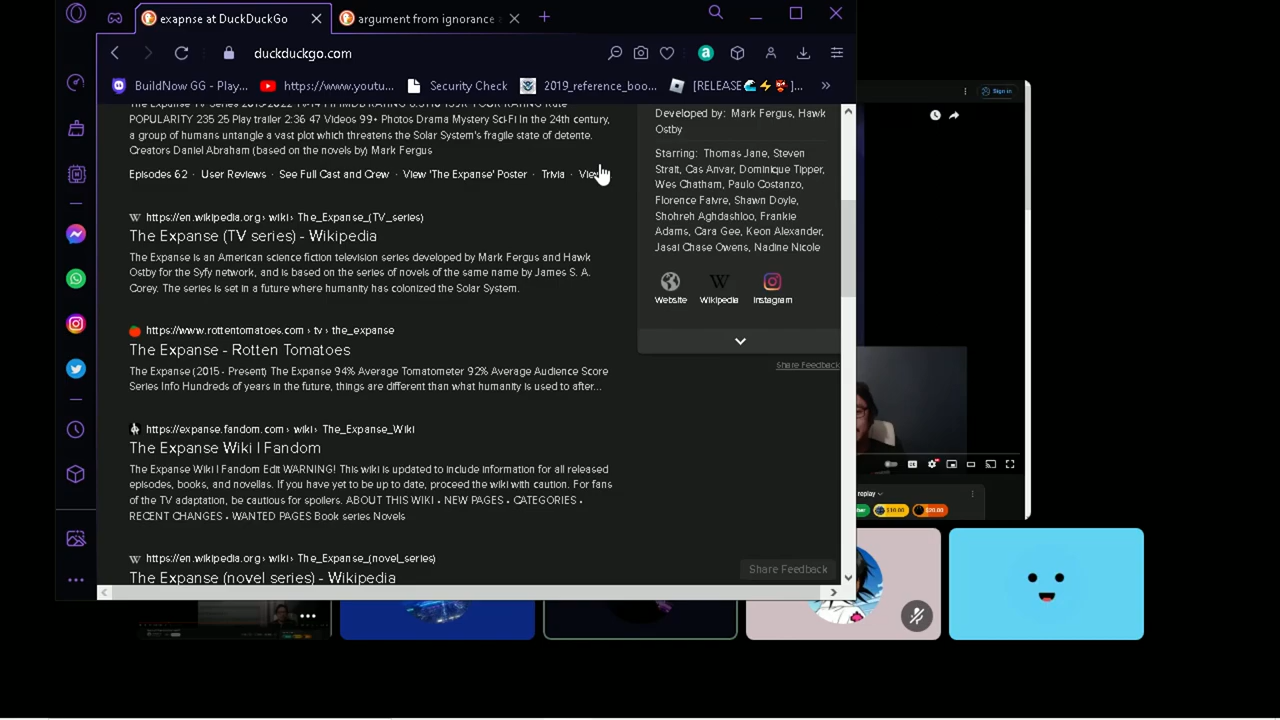 expanse at DuckDuckGo
argument from ignorance
duckduckgo.com
BuildNow GG - Play...
https://www.youtu...
Security Check
2019_reference_boo...
[RELEASE🌊⚡👺]...
»
POPULARITY 235 25 Play trailer 2:36 47 Videos 99+ Photos Drama Mystery Sci-Fi In the 24th century,
a group of humans untangle a vast plot which threatens the Solar System's fragile state of detente.
Creators Daniel Abraham (based on the novels by) Mark Fergus
Episodes 62 · User Reviews · See Full Cast and Crew · View 'The Expanse' Poster · Trivia · View
https://en.wikipedia.org › wiki › The_Expanse_(TV_series)
The Expanse (TV series) - Wikipedia
The Expanse is an American science fiction television series developed by Mark Fergus and Hawk
Ostby for the Syfy network, and is based on the series of novels of the same name by James S. A.
Corey. The series is set in a future where humanity has colonized the Solar System.
https://www.rottentomatoes.com › tv › the_expanse
The Expanse - Rotten Tomatoes
The Expanse (2015 - Present) The Expanse 94% Average Tomatometer 92% Average Audience Score
Series Info Hundreds of years in the future, things are different than what humanity is used to after...
https://expanse.fandom.com › wiki › The_Expanse_Wiki
The Expanse Wiki | Fandom
The Expanse Wiki | Fandom Edit WARNING! This wiki is updated to include information for all released
episodes, books, and novellas. If you have yet to be up to date, proceed the wiki with caution. For fans
of the TV adaptation, be cautious for spoilers. ABOUT THIS WIKI • NEW PAGES • CATEGORIES •
RECENT CHANGES • WANTED PAGES Book series Novels
https://en.wikipedia.org › wiki › The_Expanse_(novel_series)
The Expanse (novel series) - Wikipedia
Developed by: Mark Fergus, Hawk
Ostby
Starring: Thomas Jane, Steven
Strait, Cas Anvar, Dominique Tipper,
Wes Chatham, Paulo Costanzo,
Florence Faivre, Shawn Doyle,
Shohreh Aghdashloo, Frankie
Adams, Cara Gee, Keon Alexander,
Jasai Chase Owens, Nadine Nicole
Website
Wikipedia
Instagram
Share Feedback
Share Feedback
Sign in
replay
$10.00
$20.00